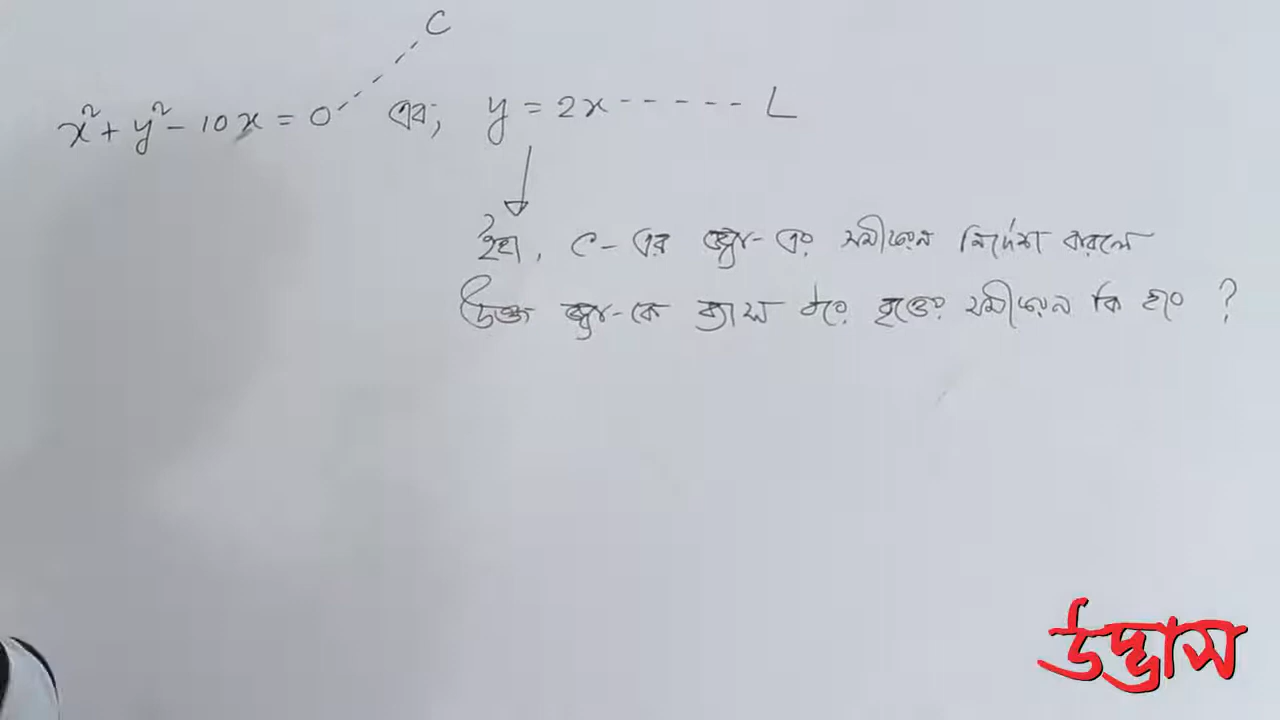 C
x² + y² - 10x = 0 এবং, y = 2x ----- L
ইহা, C-এর জ্যা-এর সমীকরণ নির্দেশ করলে
উক্ত জ্যা-কে ব্যাস ধরে বৃত্তের সমীকরণ কি হবে ?
উদ্ভাস